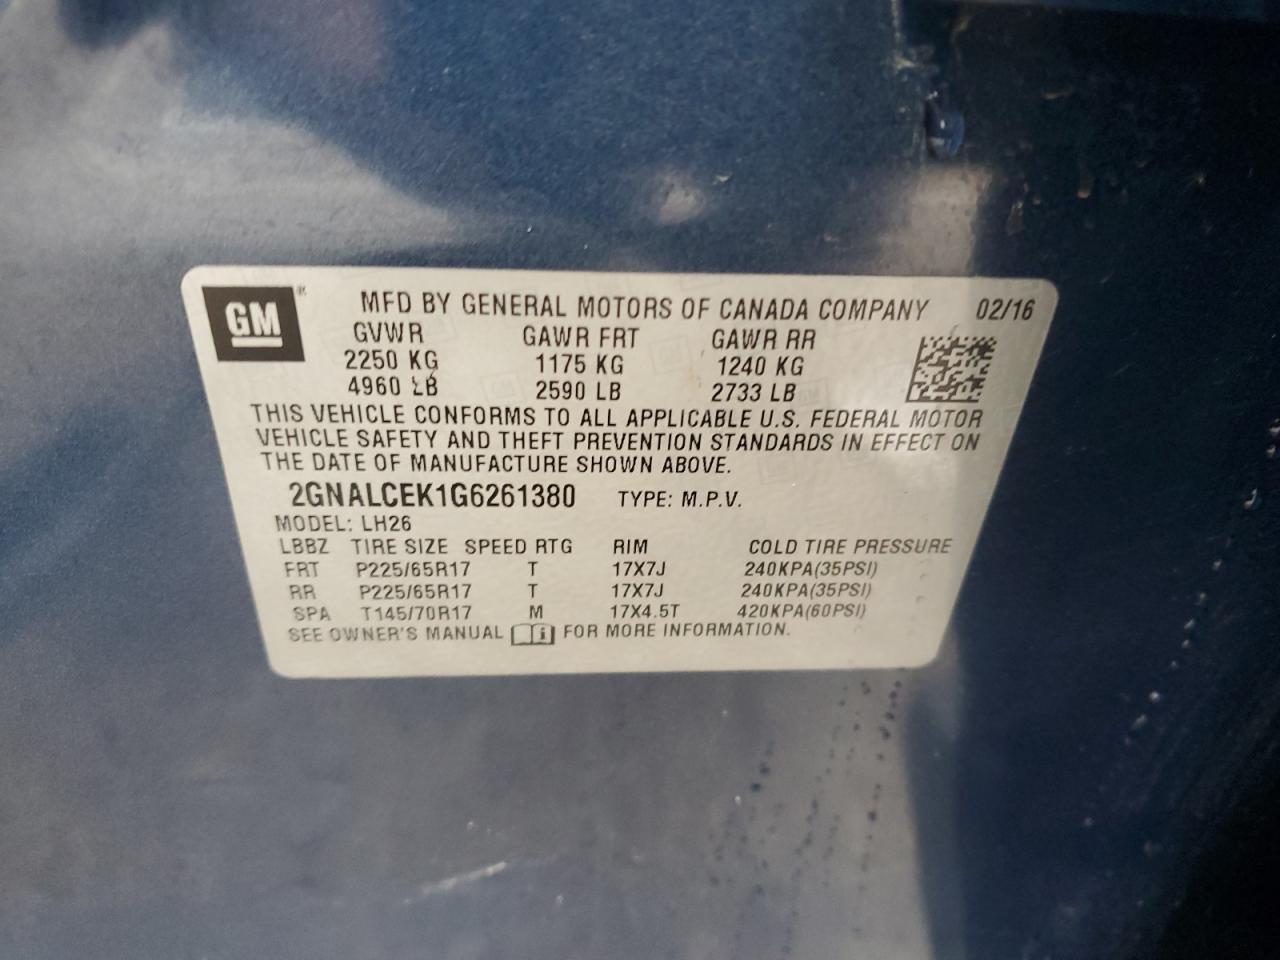 GM ® MFD BY GENERAL MOTORS OF CANADA COMPANY 02/16
GVWR GAWR FRT GAWR RR
2250 KG 1175 KG 1240 KG
4960 LB 2590 LB 2733 LB
THIS VEHICLE CONFORMS TO ALL APPLICABLE U.S. FEDERAL MOTOR
VEHICLE SAFETY AND THEFT PREVENTION STANDARDS IN EFFECT ON
THE DATE OF MANUFACTURE SHOWN ABOVE.
2GNALCEK1G6261380 TYPE: M.P.V.
MODEL: LH26
LBBZ TIRE SIZE SPEED RTG RIM COLD TIRE PRESSURE
FRT P225/65R17 T 17X7J 240KPA(35PSI)
RR P225/65R17 T 17X7J 240KPA(35PSI)
SPA T145/70R17 M 17X4.5T 420KPA(60PSI)
SEE OWNER'S MANUAL i FOR MORE INFORMATION.